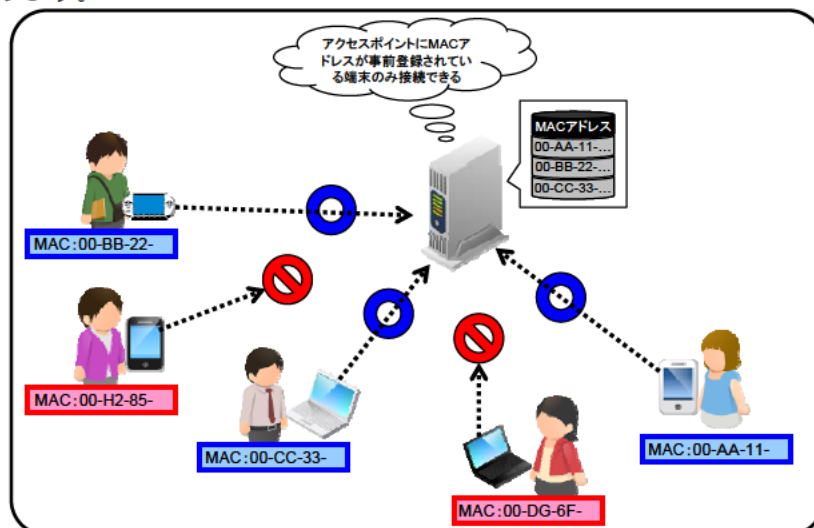 アクセスポイントにMACア
ドレスが事前登録されてい
る端末のみ接続できる
MACアドレス
00-AA-11-...
00-BB-22-...
00-CC-33-...
MAC:00-BB-22-
MAC:00-H2-85-
MAC:00-CC-33-
MAC:00-AA-11-
MAC:00-DG-6F-